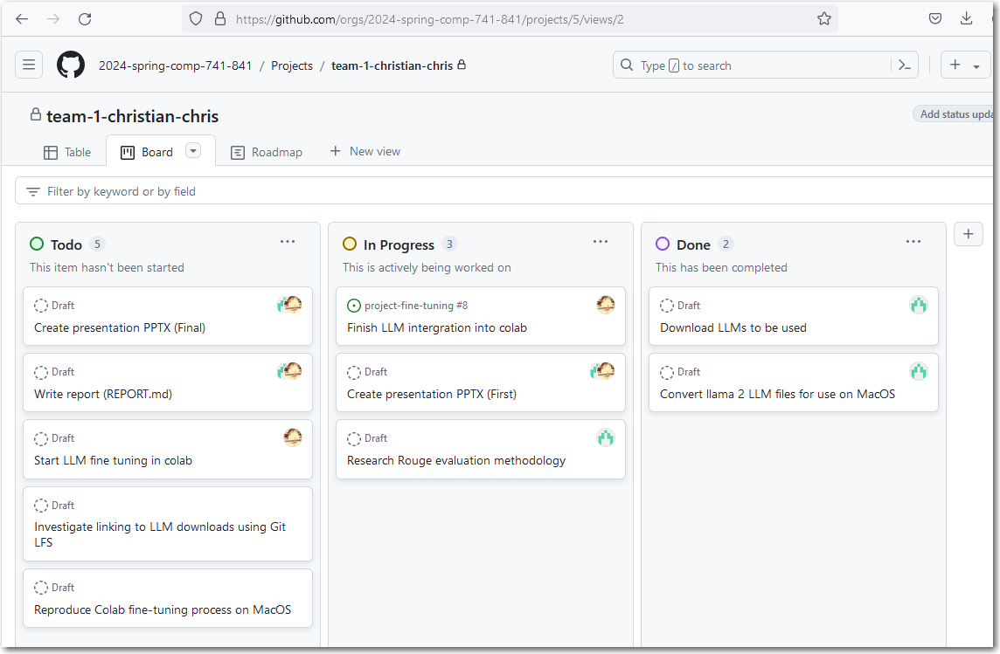 https://github.com/orgs/2024-spring-comp-741-841/projects/5/views/2
2024-spring-comp-741-841 / Projects / team-1-christian-chris
Type / to search
team-1-christian-chris
Add status upda
Table
Board
Roadmap
New view
Filter by keyword or by field
Todo 5
This item hasn't been started
Draft
Create presentation PPTX (Final)
Draft
Write report (REPORT.md)
Draft
Start LLM fine tuning in colab
Draft
Investigate linking to LLM downloads using Git
LFS
Draft
Reproduce Colab fine-tuning process on MacOS
In Progress 3
This is actively being worked on
project-fine-tuning #8
Finish LLM intergration into colab
Draft
Create presentation PPTX (First)
Draft
Research Rouge evaluation methodology
Done 2
This has been completed
Draft
Download LLMs to be used
Draft
Convert llama 2 LLM files for use on MacOS